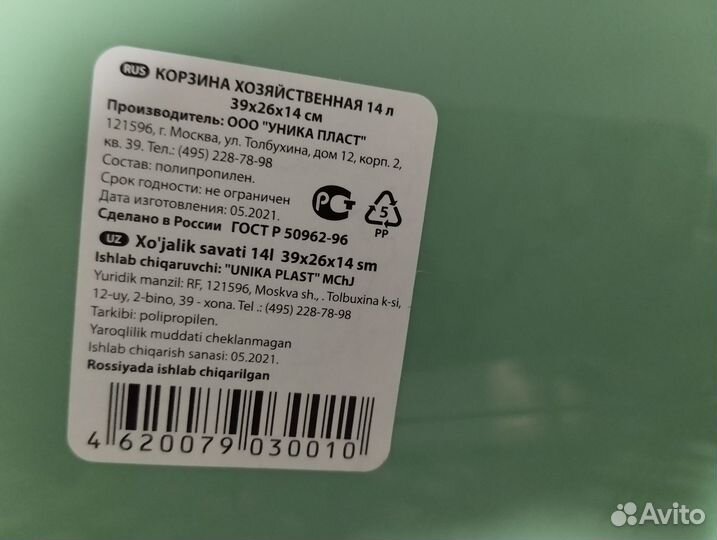 RUS КОРЗИНА ХОЗЯЙСТВЕННАЯ 14 л
39х26х14 см
Производитель: ООО "УНИКА ПЛАСТ"
121596, г. Москва, ул. Толбухина, дом 12, корп. 2,
кв. 39. Тел.: (495) 228-78-98
Состав: полипропилен.
Срок годности: не ограничен
Дата изготовления: 05.2021.
Сделано в России ГОСТ Р 50962-96
РСТ
5
PP
UZ Xo'jalik savati 14l 39x26x14 sm
Ishlab chiqaruvchi: "UNIKA PLAST" MChJ
Yuridik manzil: RF, 121596, Moskva sh., . Tolbuxina k-si,
12-uy, 2-bino, 39 - xona. Tel .: (495) 228-78-98
Tarkibi: polipropilen.
Yaroqlilik muddati cheklanmagan
Ishlab chiqarish sanasi: 05.2021.
Rossiyada ishlab chiqarilgan
4 620079 030010
Avito